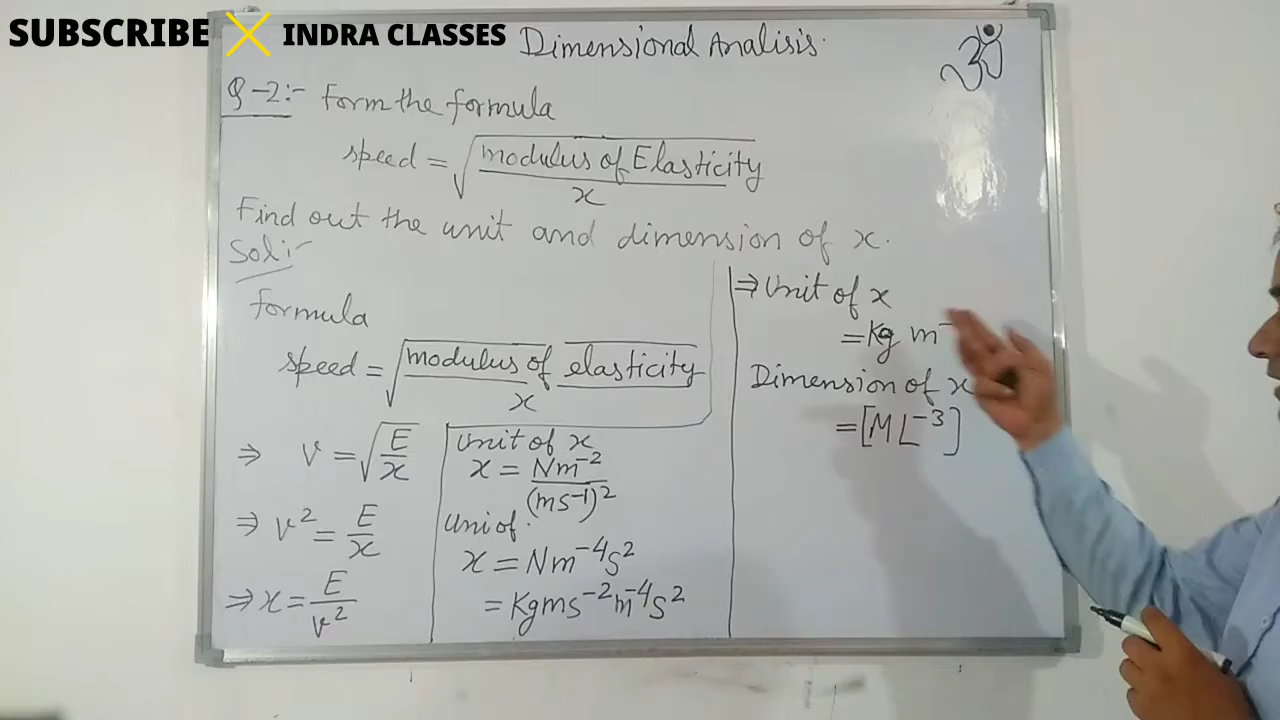 SUBSCRIBE INDRA CLASSES
Dimensional Analisis.
ॐ
Q-2:- Form the formula
speed = √(modulus of Elasticity / x)
Find out the unit and dimension of x.
Sol:-
formula
speed = √(modulus of elasticity / x)
⇒ v = √(E / x)
⇒ v² = E / x
⇒ x = E / v²
Unit of x
x = Nm⁻² / (ms⁻¹)²
Uni of
x = Nm⁻⁴s²
= Kgms⁻²m⁻⁴s²
⇒ Unit of x
= Kg m⁻
Dimension of x
= [ML⁻³]